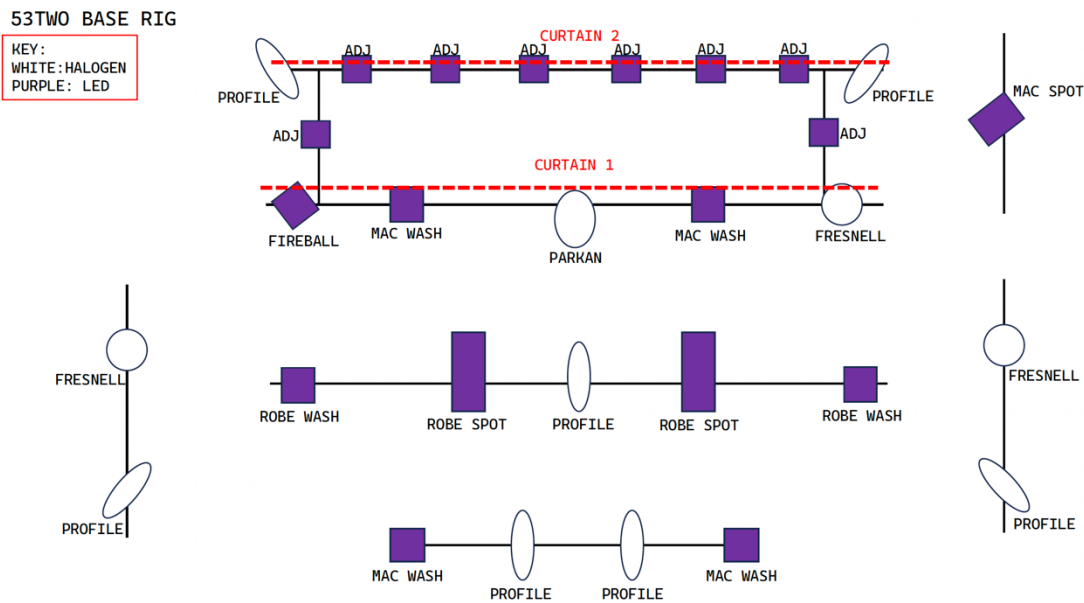 53TWO BASE RIG
KEY:
WHITE:HALOGEN
PURPLE: LED
CURTAIN 2
ADJ
ADJ
ADJ
ADJ
ADJ
ADJ
PROFILE
PROFILE
MAC SPOT
ADJ
ADJ
CURTAIN 1
FIREBALL
MAC WASH
PARKAN
MAC WASH
FRESNELL
FRESNELL
FRESNELL
ROBE WASH
ROBE SPOT
PROFILE
ROBE SPOT
ROBE WASH
PROFILE
PROFILE
MAC WASH
PROFILE
PROFILE
MAC WASH